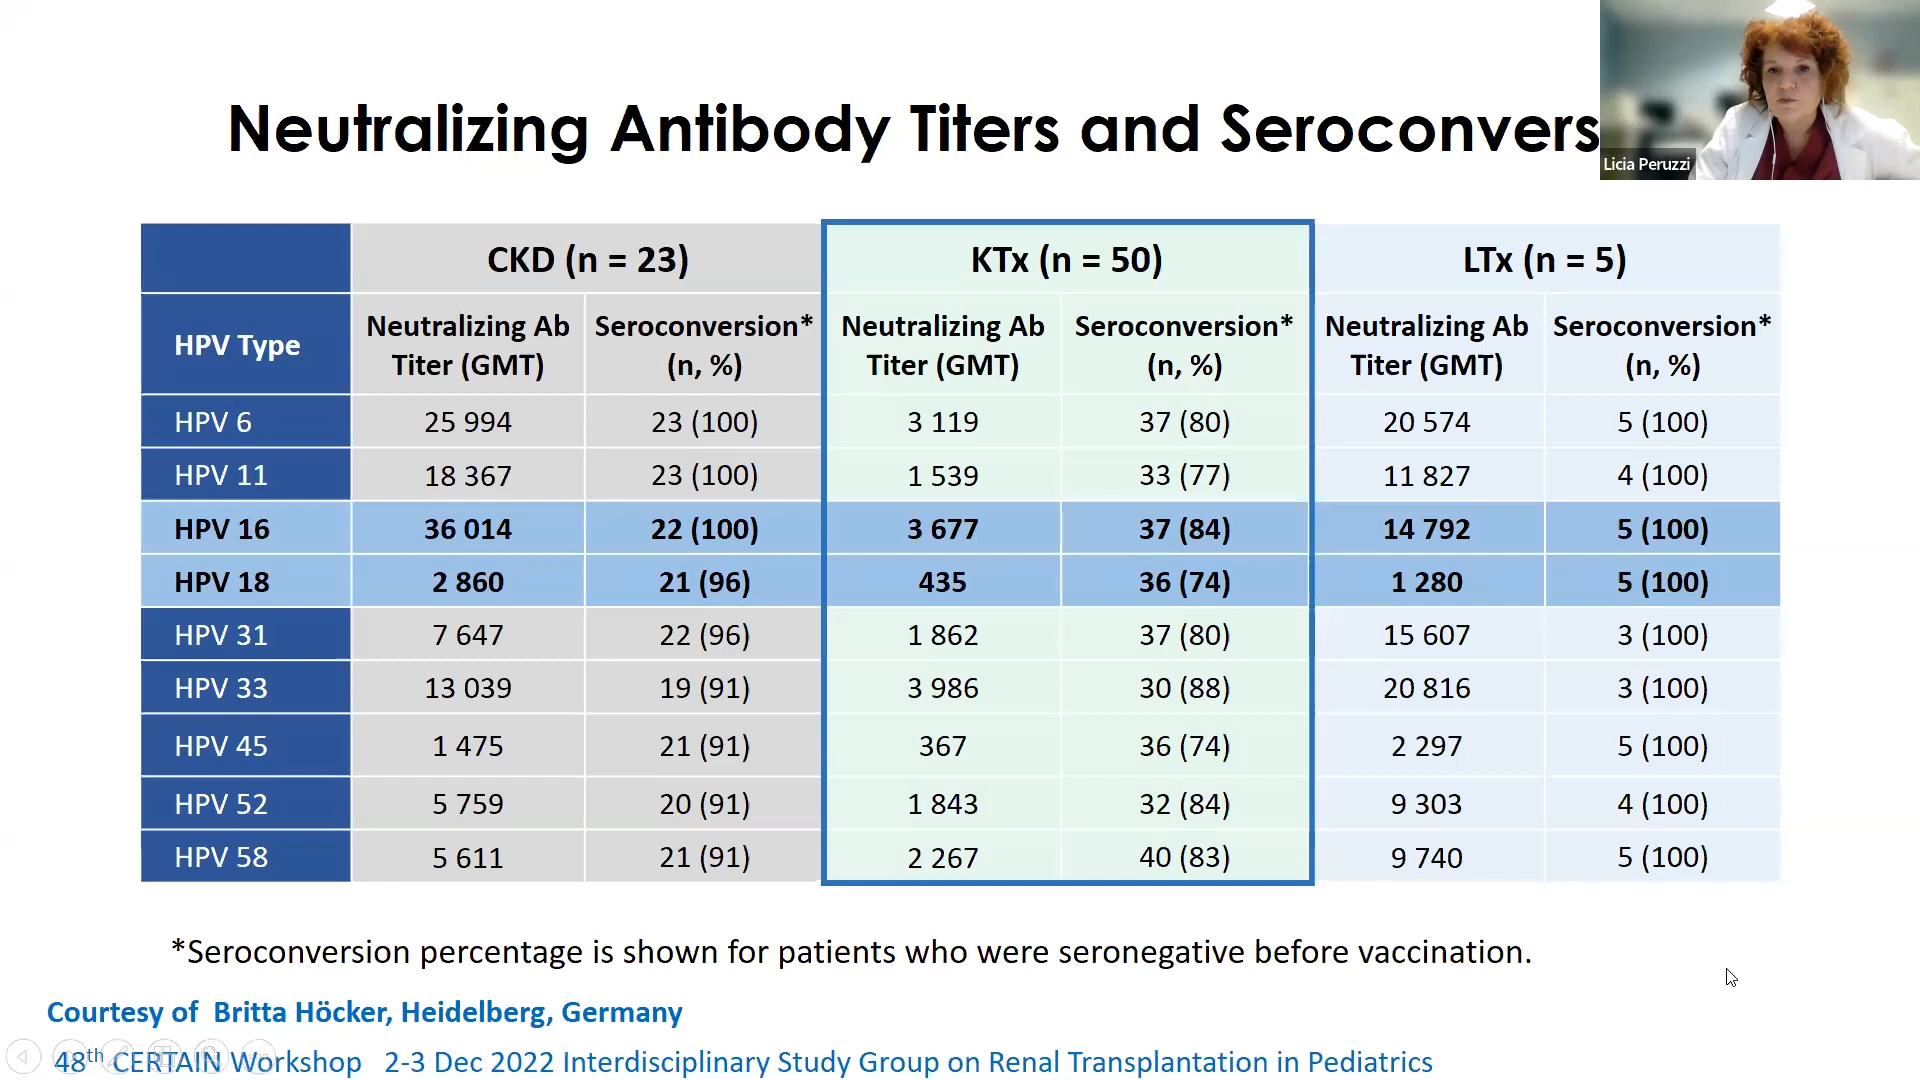 Neutralizing Antibody Titers and Seroconvers
Licia Peruzzi
CKD (n = 23) KTx (n = 50) LTx (n = 5)
HPV Type Neutralizing Ab Titer (GMT) Seroconversion* (n, %) Neutralizing Ab Titer (GMT) Seroconversion* (n, %) Neutralizing Ab Titer (GMT) Seroconversion* (n, %)
HPV 6 25 994 23 (100) 3 119 37 (80) 20 574 5 (100)
HPV 11 18 367 23 (100) 1 539 33 (77) 11 827 4 (100)
HPV 16 36 014 22 (100) 3 677 37 (84) 14 792 5 (100)
HPV 18 2 860 21 (96) 435 36 (74) 1 280 5 (100)
HPV 31 7 647 22 (96) 1 862 37 (80) 15 607 3 (100)
HPV 33 13 039 19 (91) 3 986 30 (88) 20 816 3 (100)
HPV 45 1 475 21 (91) 367 36 (74) 2 297 5 (100)
HPV 52 5 759 20 (91) 1 843 32 (84) 9 303 4 (100)
HPV 58 5 611 21 (91) 2 267 40 (83) 9 740 5 (100)
*Seroconversion percentage is shown for patients who were seronegative before vaccination.
Courtesy of Britta Höcker, Heidelberg, Germany
48th CERTAIN Workshop 2-3 Dec 2022 Interdisciplinary Study Group on Renal Transplantation in Pediatrics